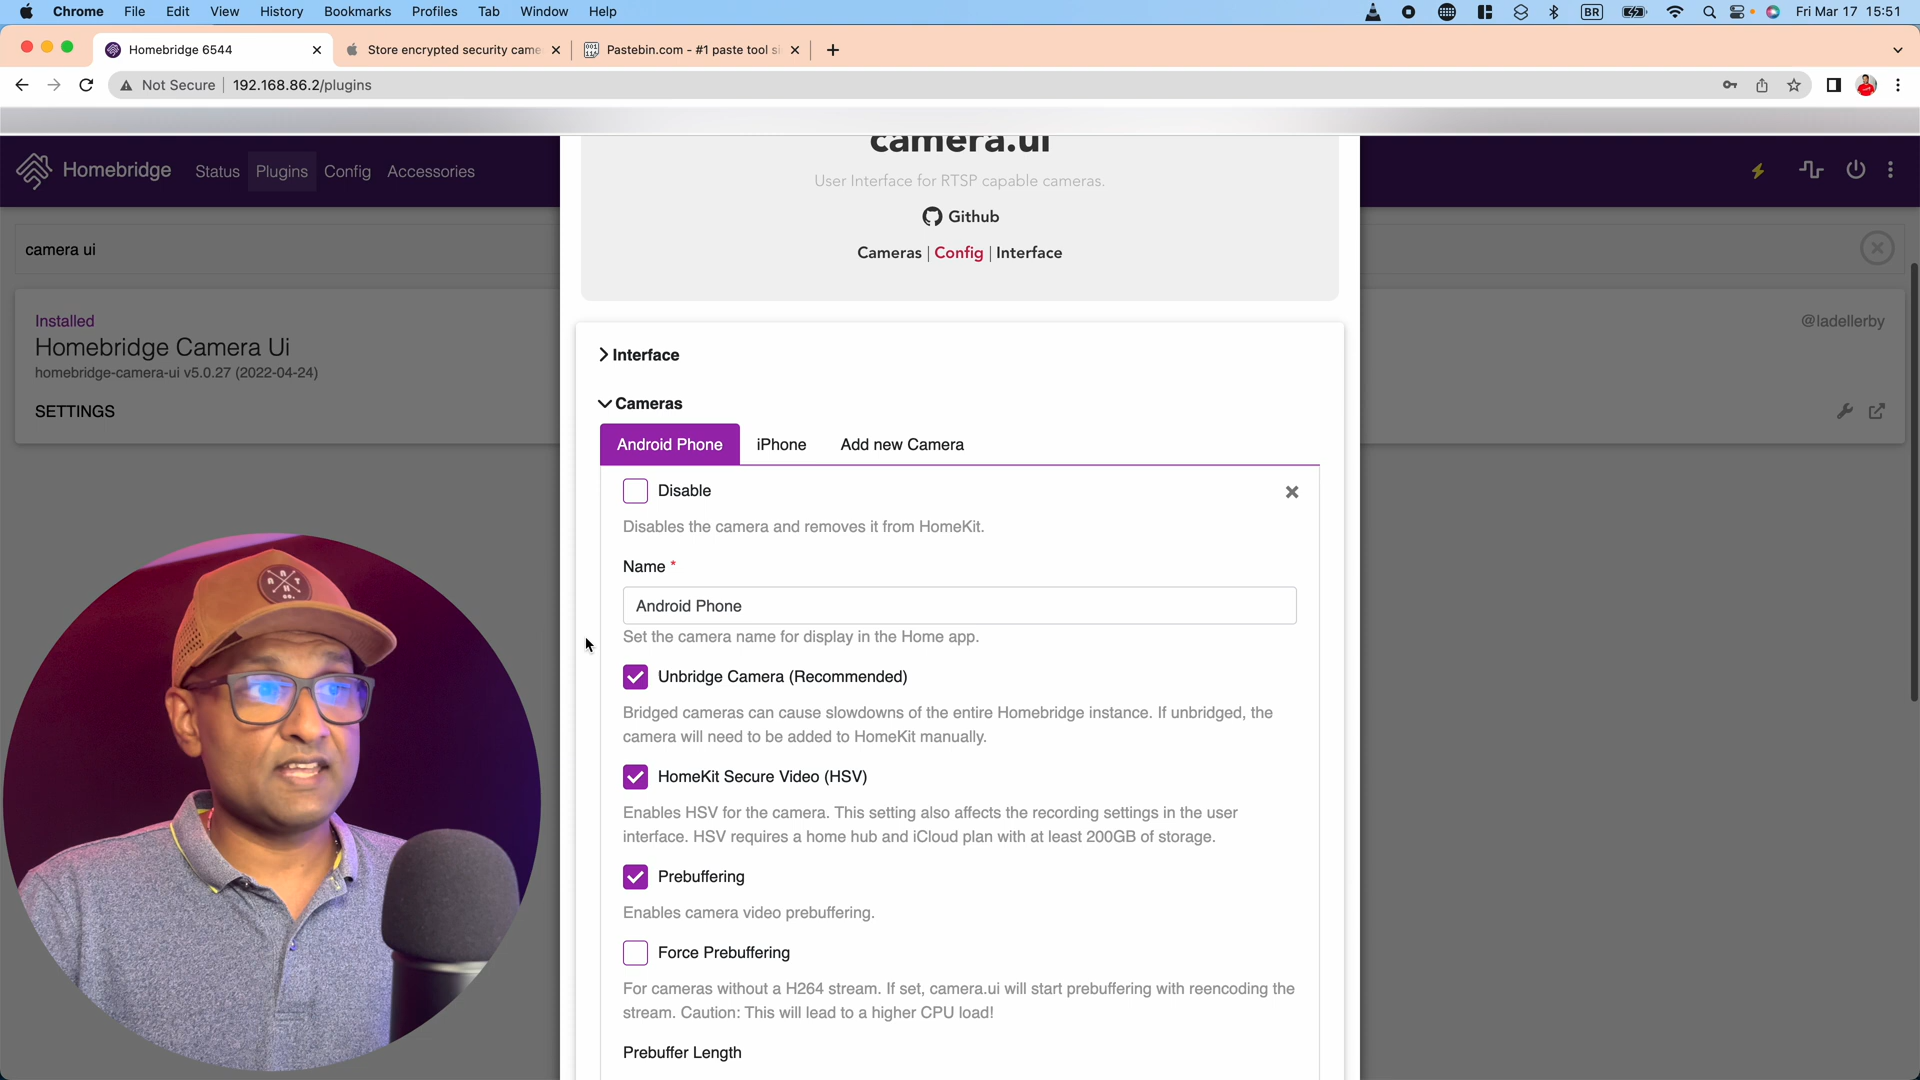 Chrome File Edit View History Bookmarks Profiles Tab Window Help BR Fri Mar 17 15:51
Homebridge 6544
Store encrypted security came
Pastebin.com - #1 paste tool si
Not Secure 192.168.86.2/plugins
Homebridge Status Plugins Config Accessories
camera ui
Installed
@ladellerby
Homebridge Camera Ui
homebridge-camera-ui v5.0.27 (2022-04-24)
SETTINGS
camera.ui
User Interface for RTSP capable cameras.
Github
Cameras | Config | Interface
Interface
Cameras
Android Phone iPhone Add new Camera
Disable
Disables the camera and removes it from HomeKit.
Name *
Android Phone
Set the camera name for display in the Home app.
Unbridge Camera (Recommended)
Bridged cameras can cause slowdowns of the entire Homebridge instance. If unbridged, the
camera will need to be added to HomeKit manually.
HomeKit Secure Video (HSV)
Enables HSV for the camera. This setting also affects the recording settings in the user
interface. HSV requires a home hub and iCloud plan with at least 200GB of storage.
Prebuffering
Enables camera video prebuffering.
Force Prebuffering
For cameras without a H264 stream. If set, camera.ui will start prebuffering with reencoding the
stream. Caution: This will lead to a higher CPU load!
Prebuffer Length